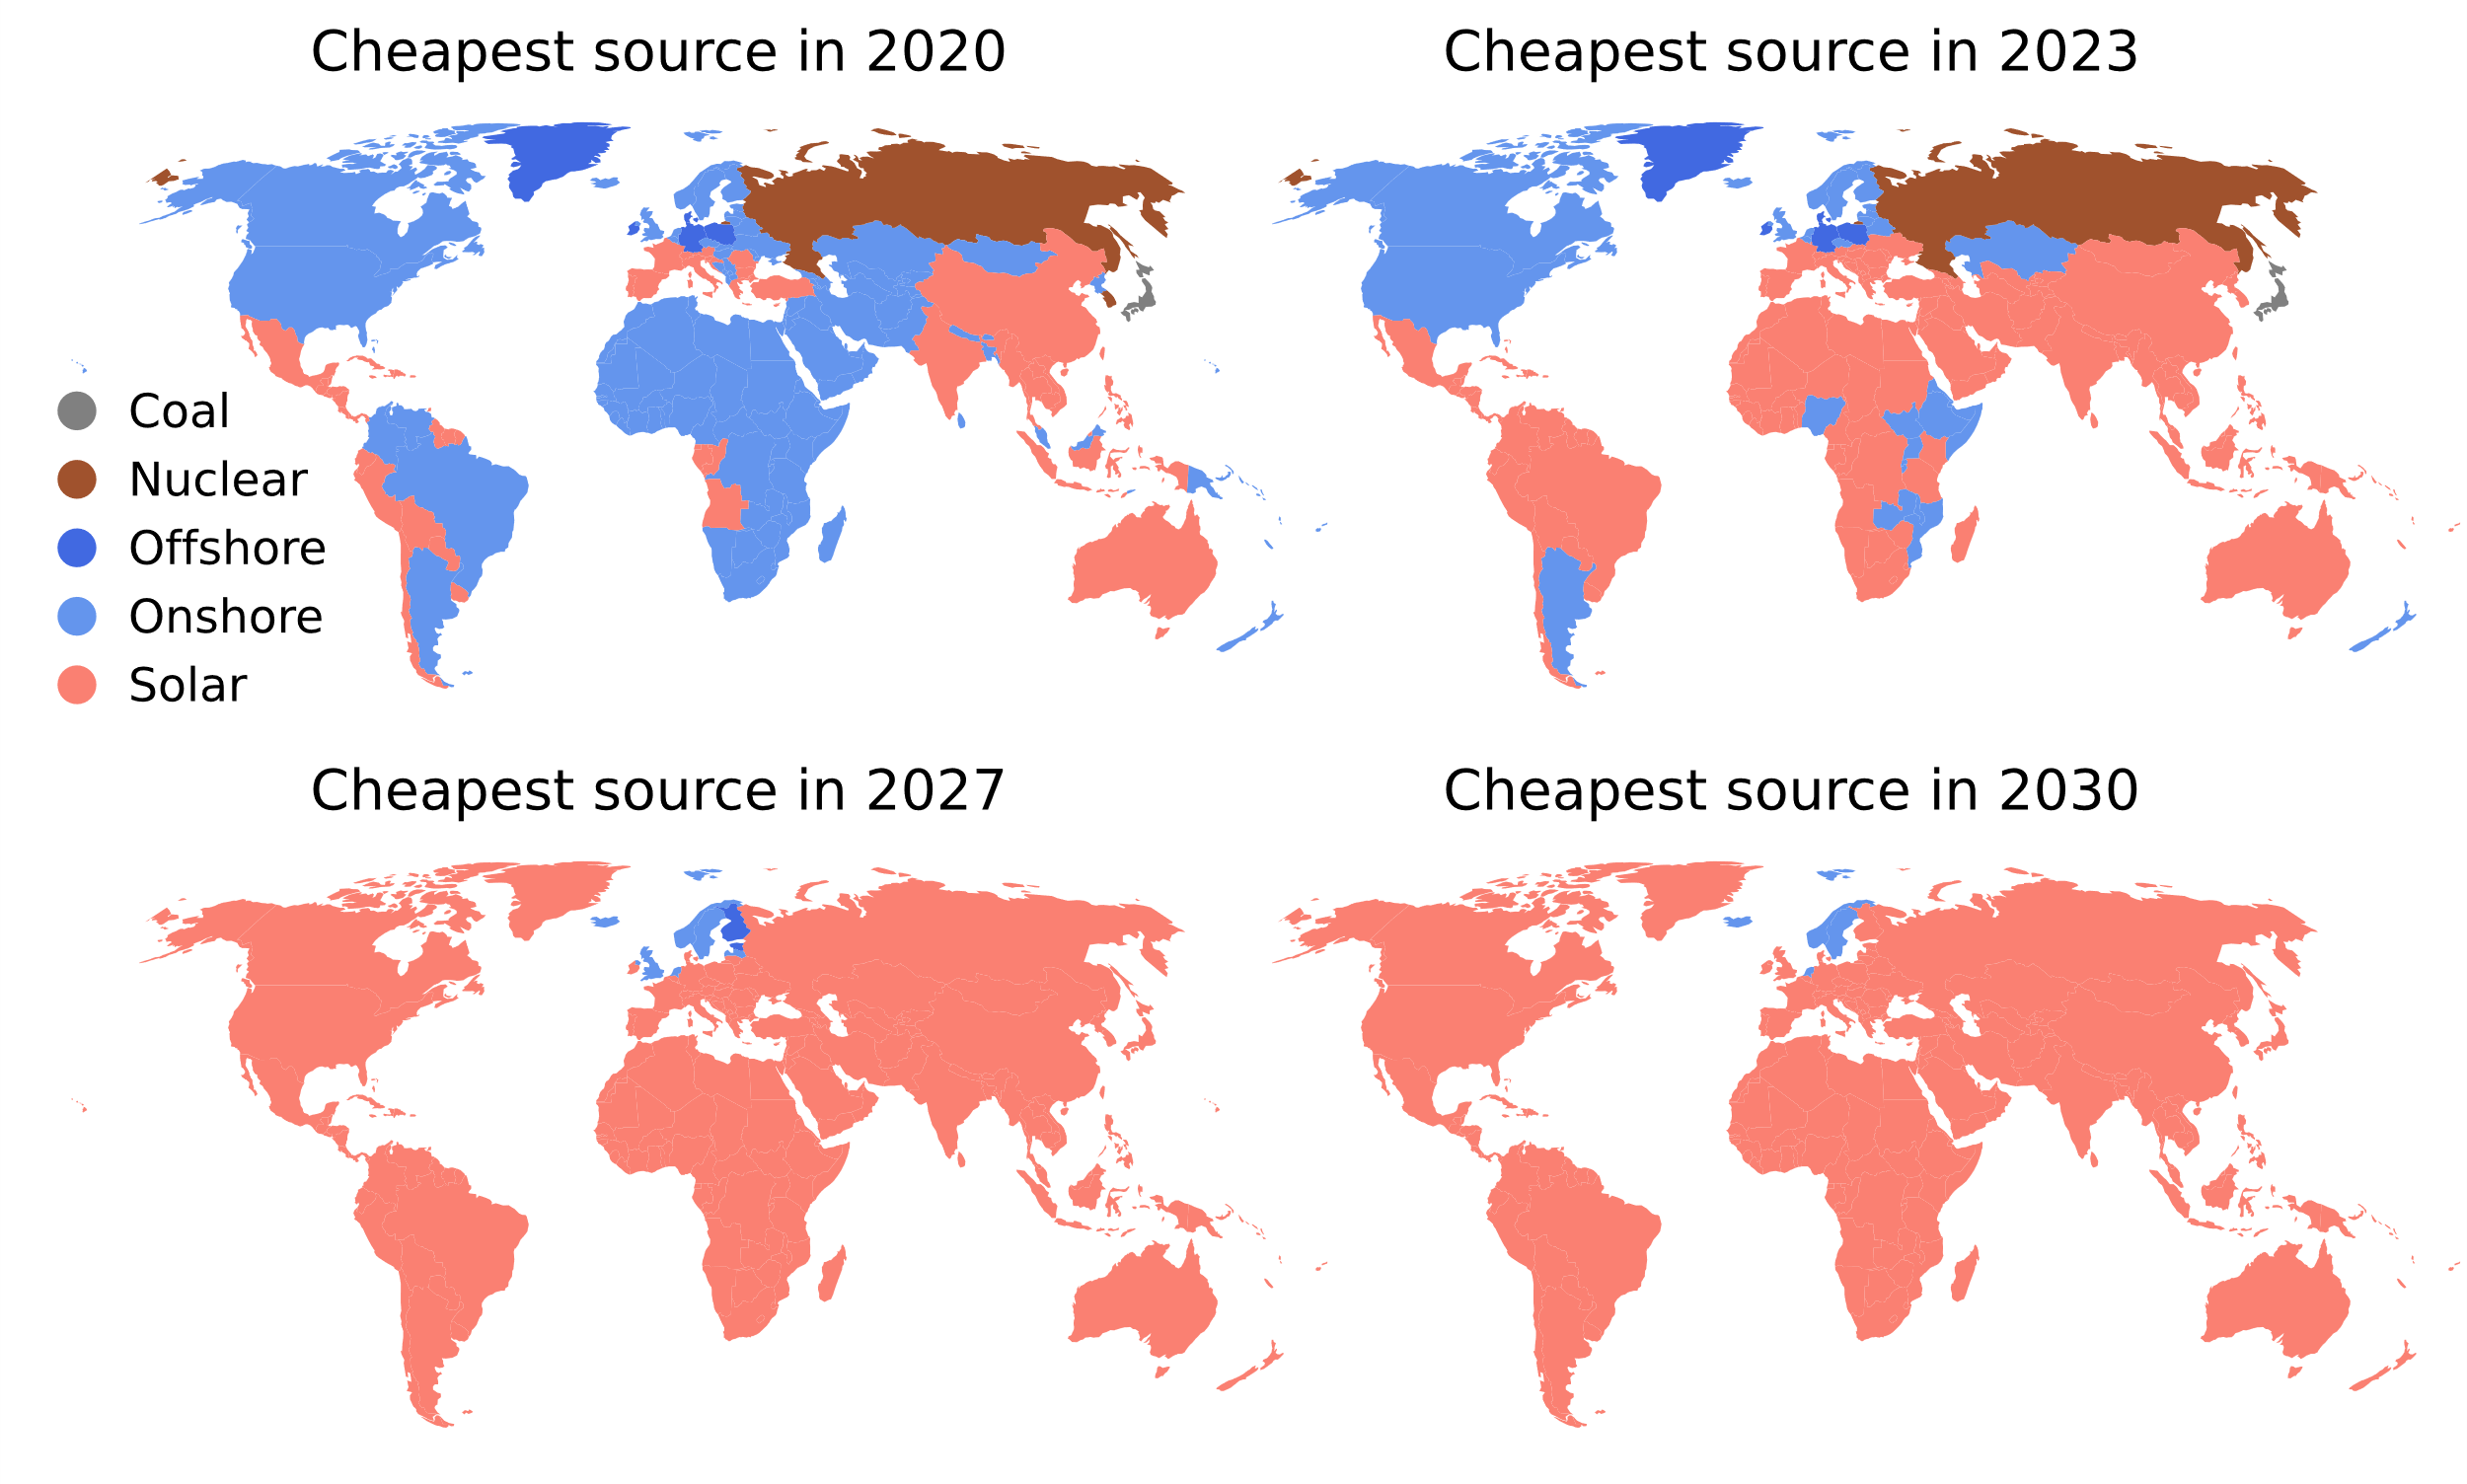 Cheapest source in 2020
Cheapest source in 2023
Coal
Nuclear
Offshore
Onshore
Solar
Cheapest source in 2027
Cheapest source in 2030